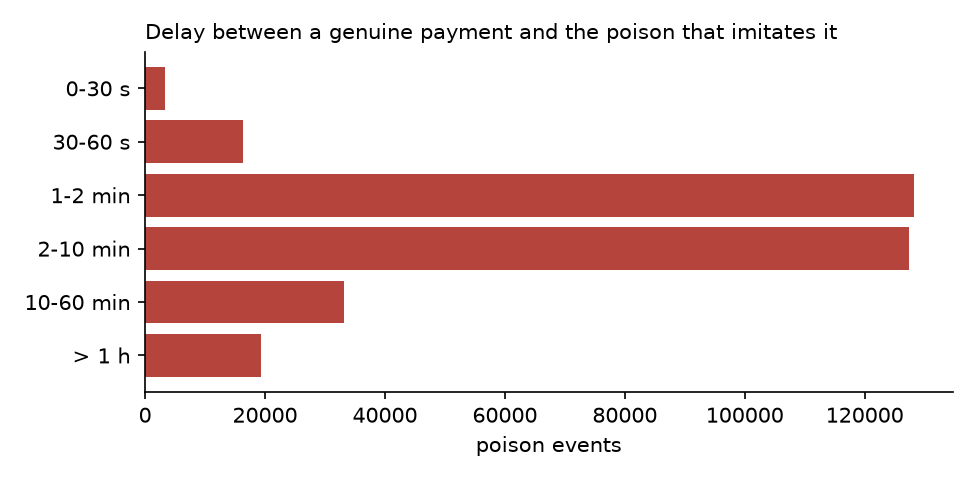 Delay between a genuine payment and the poison that imitates it
0-30 s
30-60 s
1-2 min
2-10 min
10-60 min
> 1 h
0 20000 40000 60000 80000 100000 120000
poison events